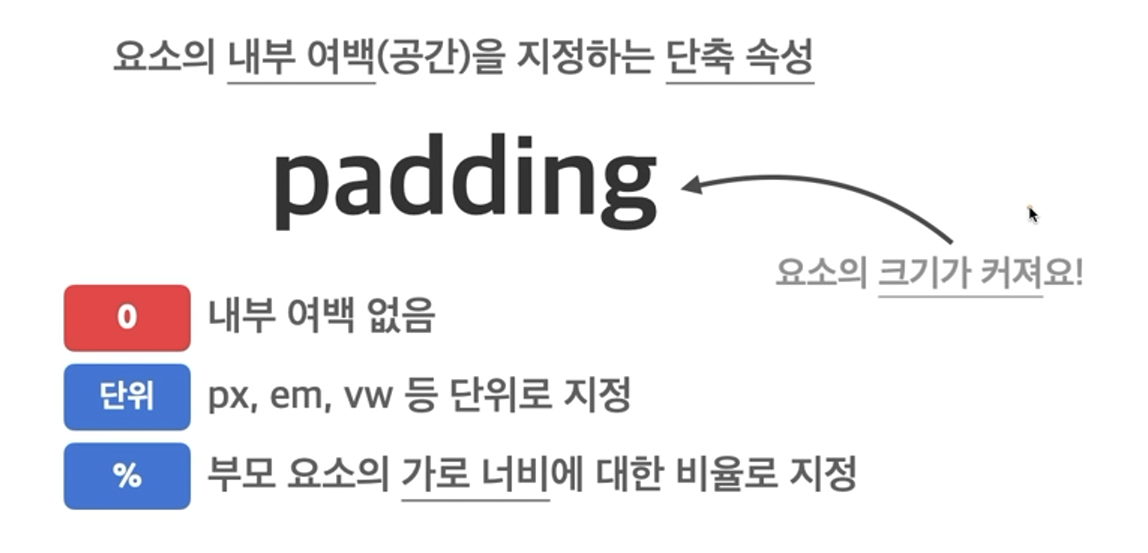 요소의 내부 여백(공간)을 지정하는 단축 속성
padding
요소의 크기가 커져요!
0 내부 여백 없음
단위 px, em, vw 등 단위로 지정
% 부모 요소의 가로 너비에 대한 비율로 지정